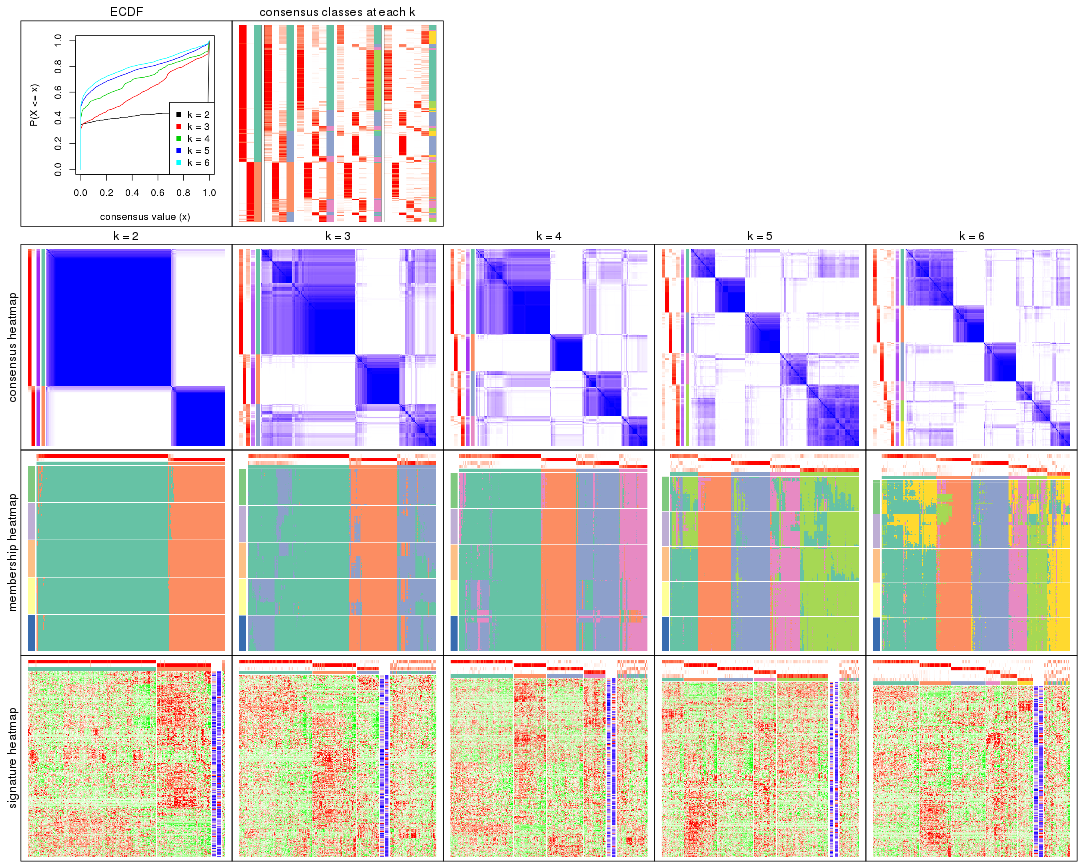 ECDF
consensus classes at each k
P(X <= x)
0.0 0.2 0.4 0.6 0.8 1.0
k = 2
k = 3
k = 4
k = 5
k = 6
0.0 0.2 0.4 0.6 0.8 1.0
consensus value (x)
k = 2 k = 3 k = 4 k = 5 k = 6
consensus heatmap
membership heatmap
signature heatmap